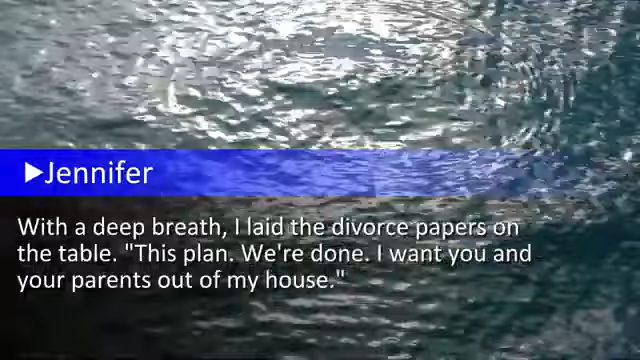 ▶Jennifer
With a deep breath, I laid the divorce papers on
the table. "This plan. We're done. I want you and
your parents out of my house."